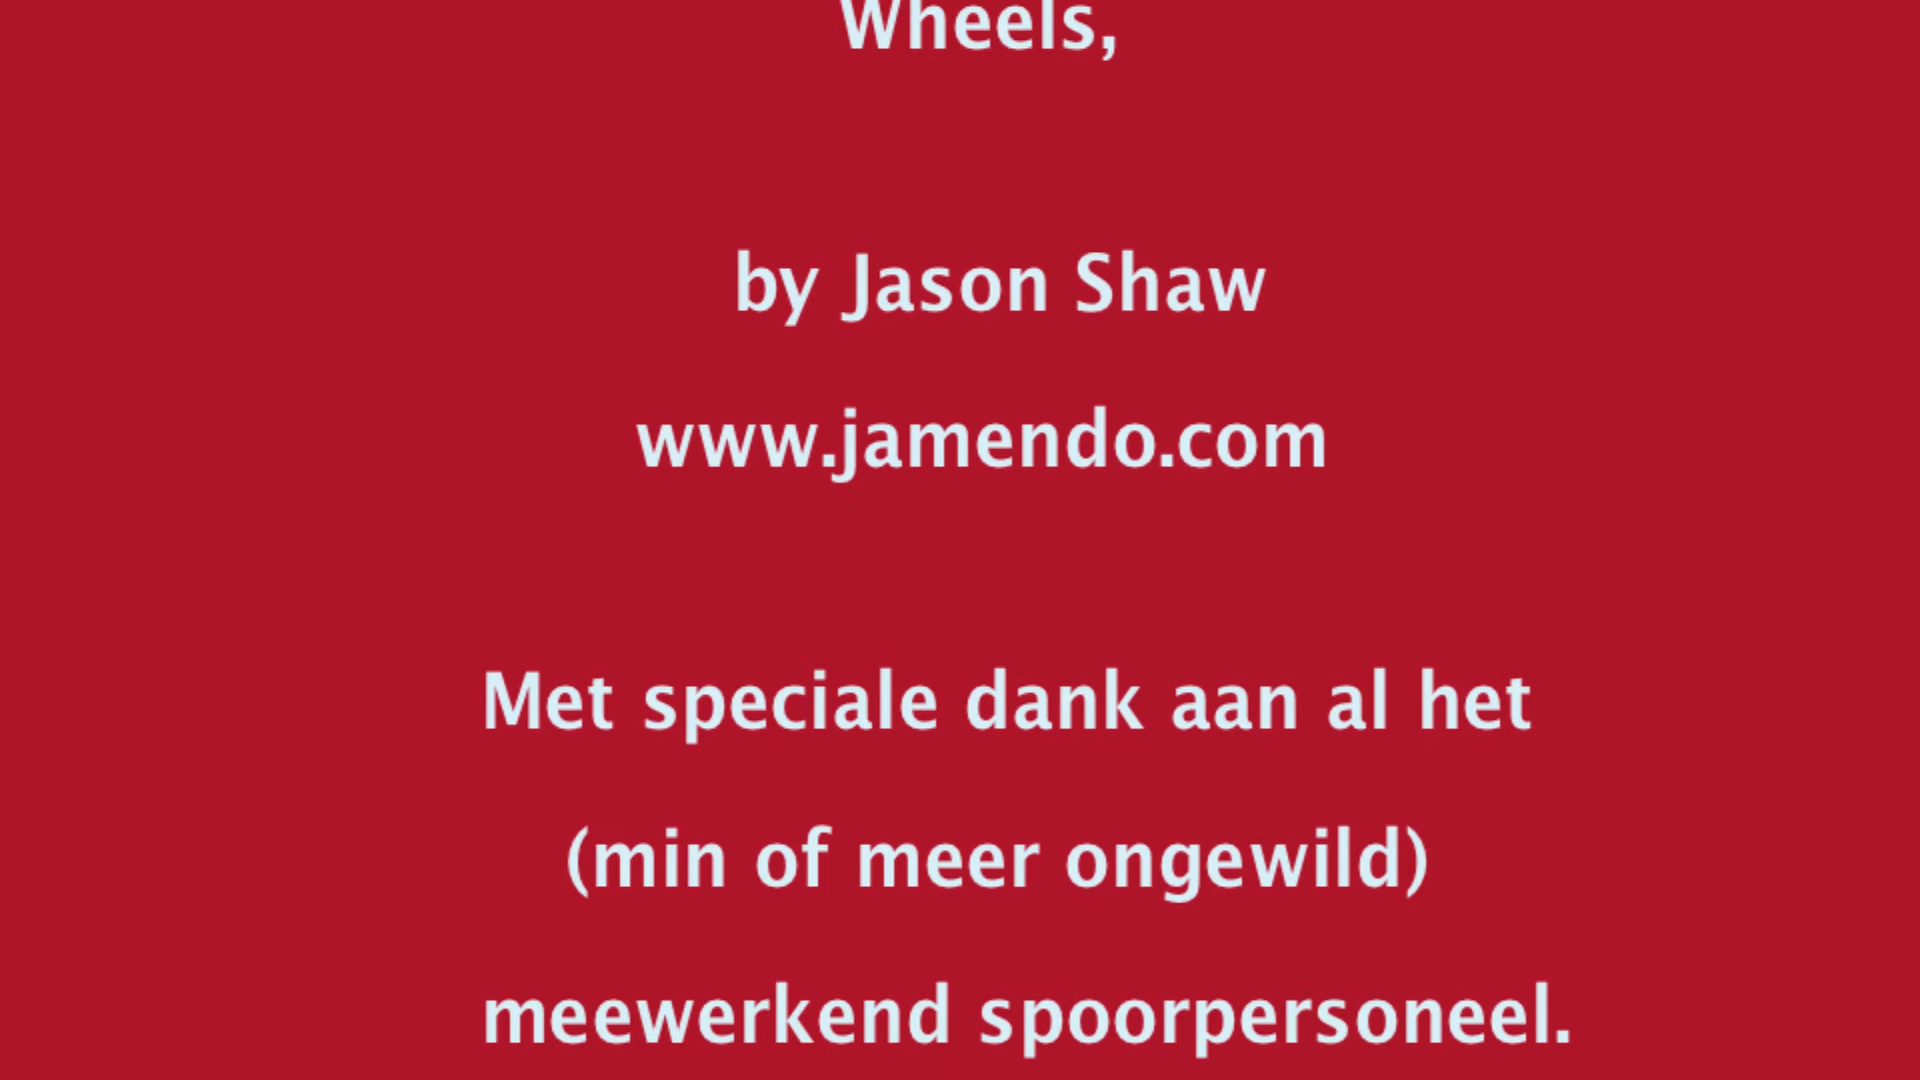 Wheels,
by Jason Shaw
www.jamendo.com
Met speciale dank aan al het
(min of meer ongewild)
meewerkend spoorpersoneel.